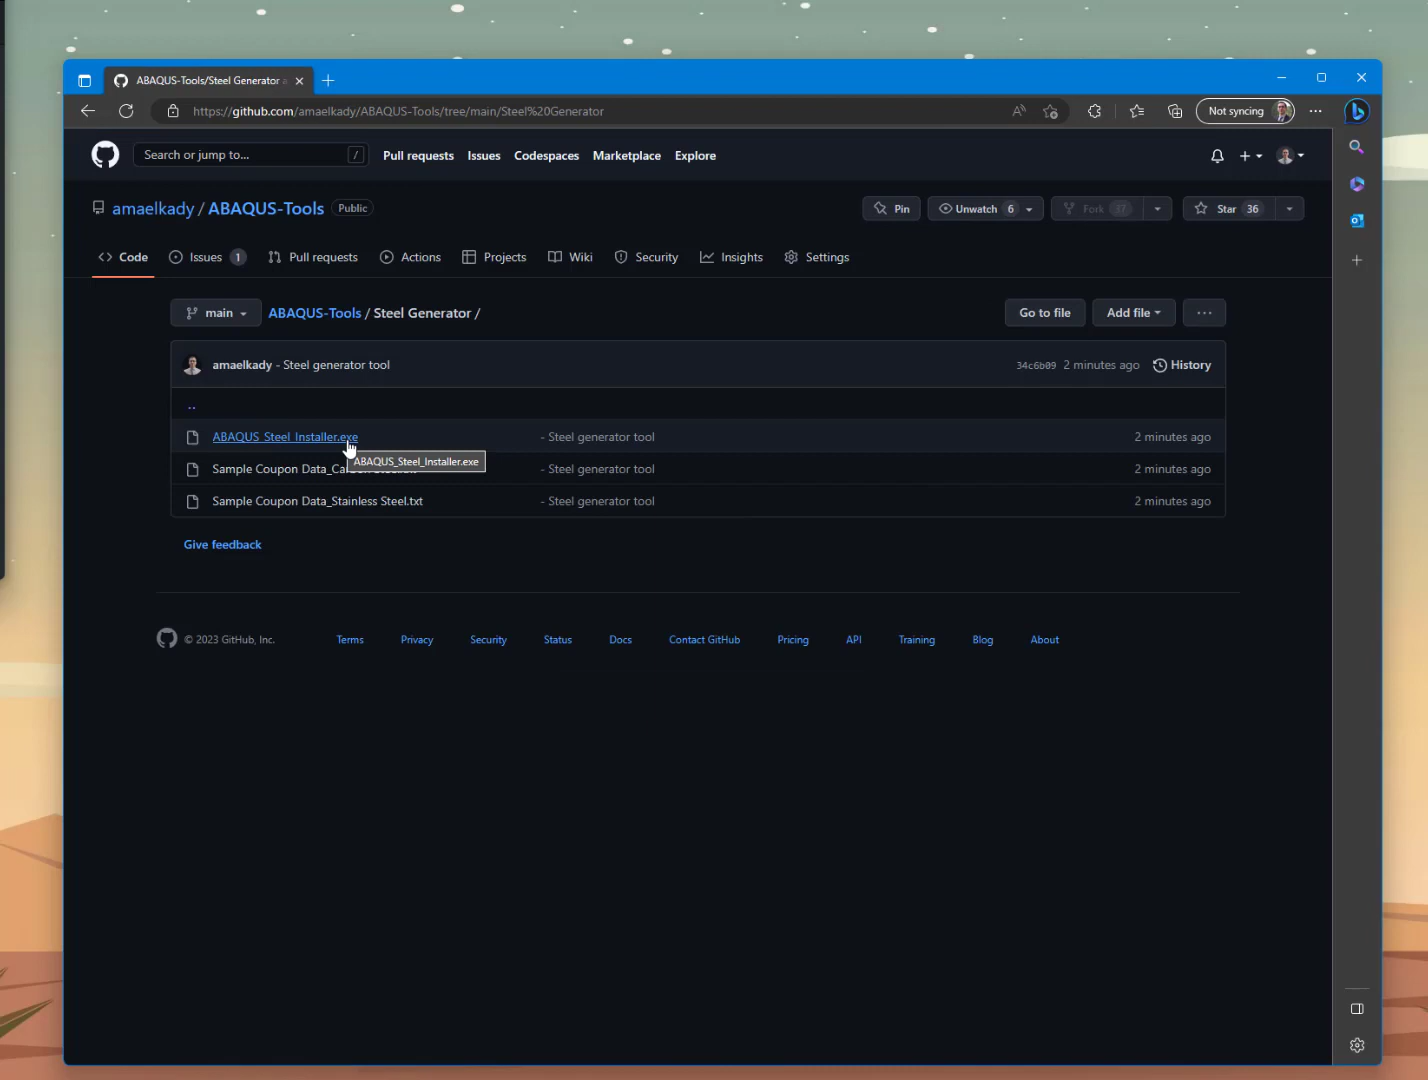 ABAQUS-Tools/Steel Generator
https://github.com/amaelkady/ABAQUS-Tools/tree/main/Steel%20Generator
Not syncing
Search or jump to... /
Pull requests Issues Codespaces Marketplace Explore
amaelkady / ABAQUS-Tools Public
Pin Unwatch 6 Fork 37 Star 36
Code Issues 1 Pull requests Actions Projects Wiki Security Insights Settings
main ABAQUS-Tools / Steel Generator /
Go to file Add file
amaelkady - Steel generator tool 34c6b09 2 minutes ago History
..
ABAQUS_Steel_Installer.exe - Steel generator tool 2 minutes ago
ABAQUS_Steel_Installer.exe
Sample Coupon - Steel generator tool 2 minutes ago
Sample Coupon Data_Stainless Steel.txt - Steel generator tool 2 minutes ago
Give feedback
© 2023 GitHub, Inc. Terms Privacy Security Status Docs Contact GitHub Pricing API Training Blog About